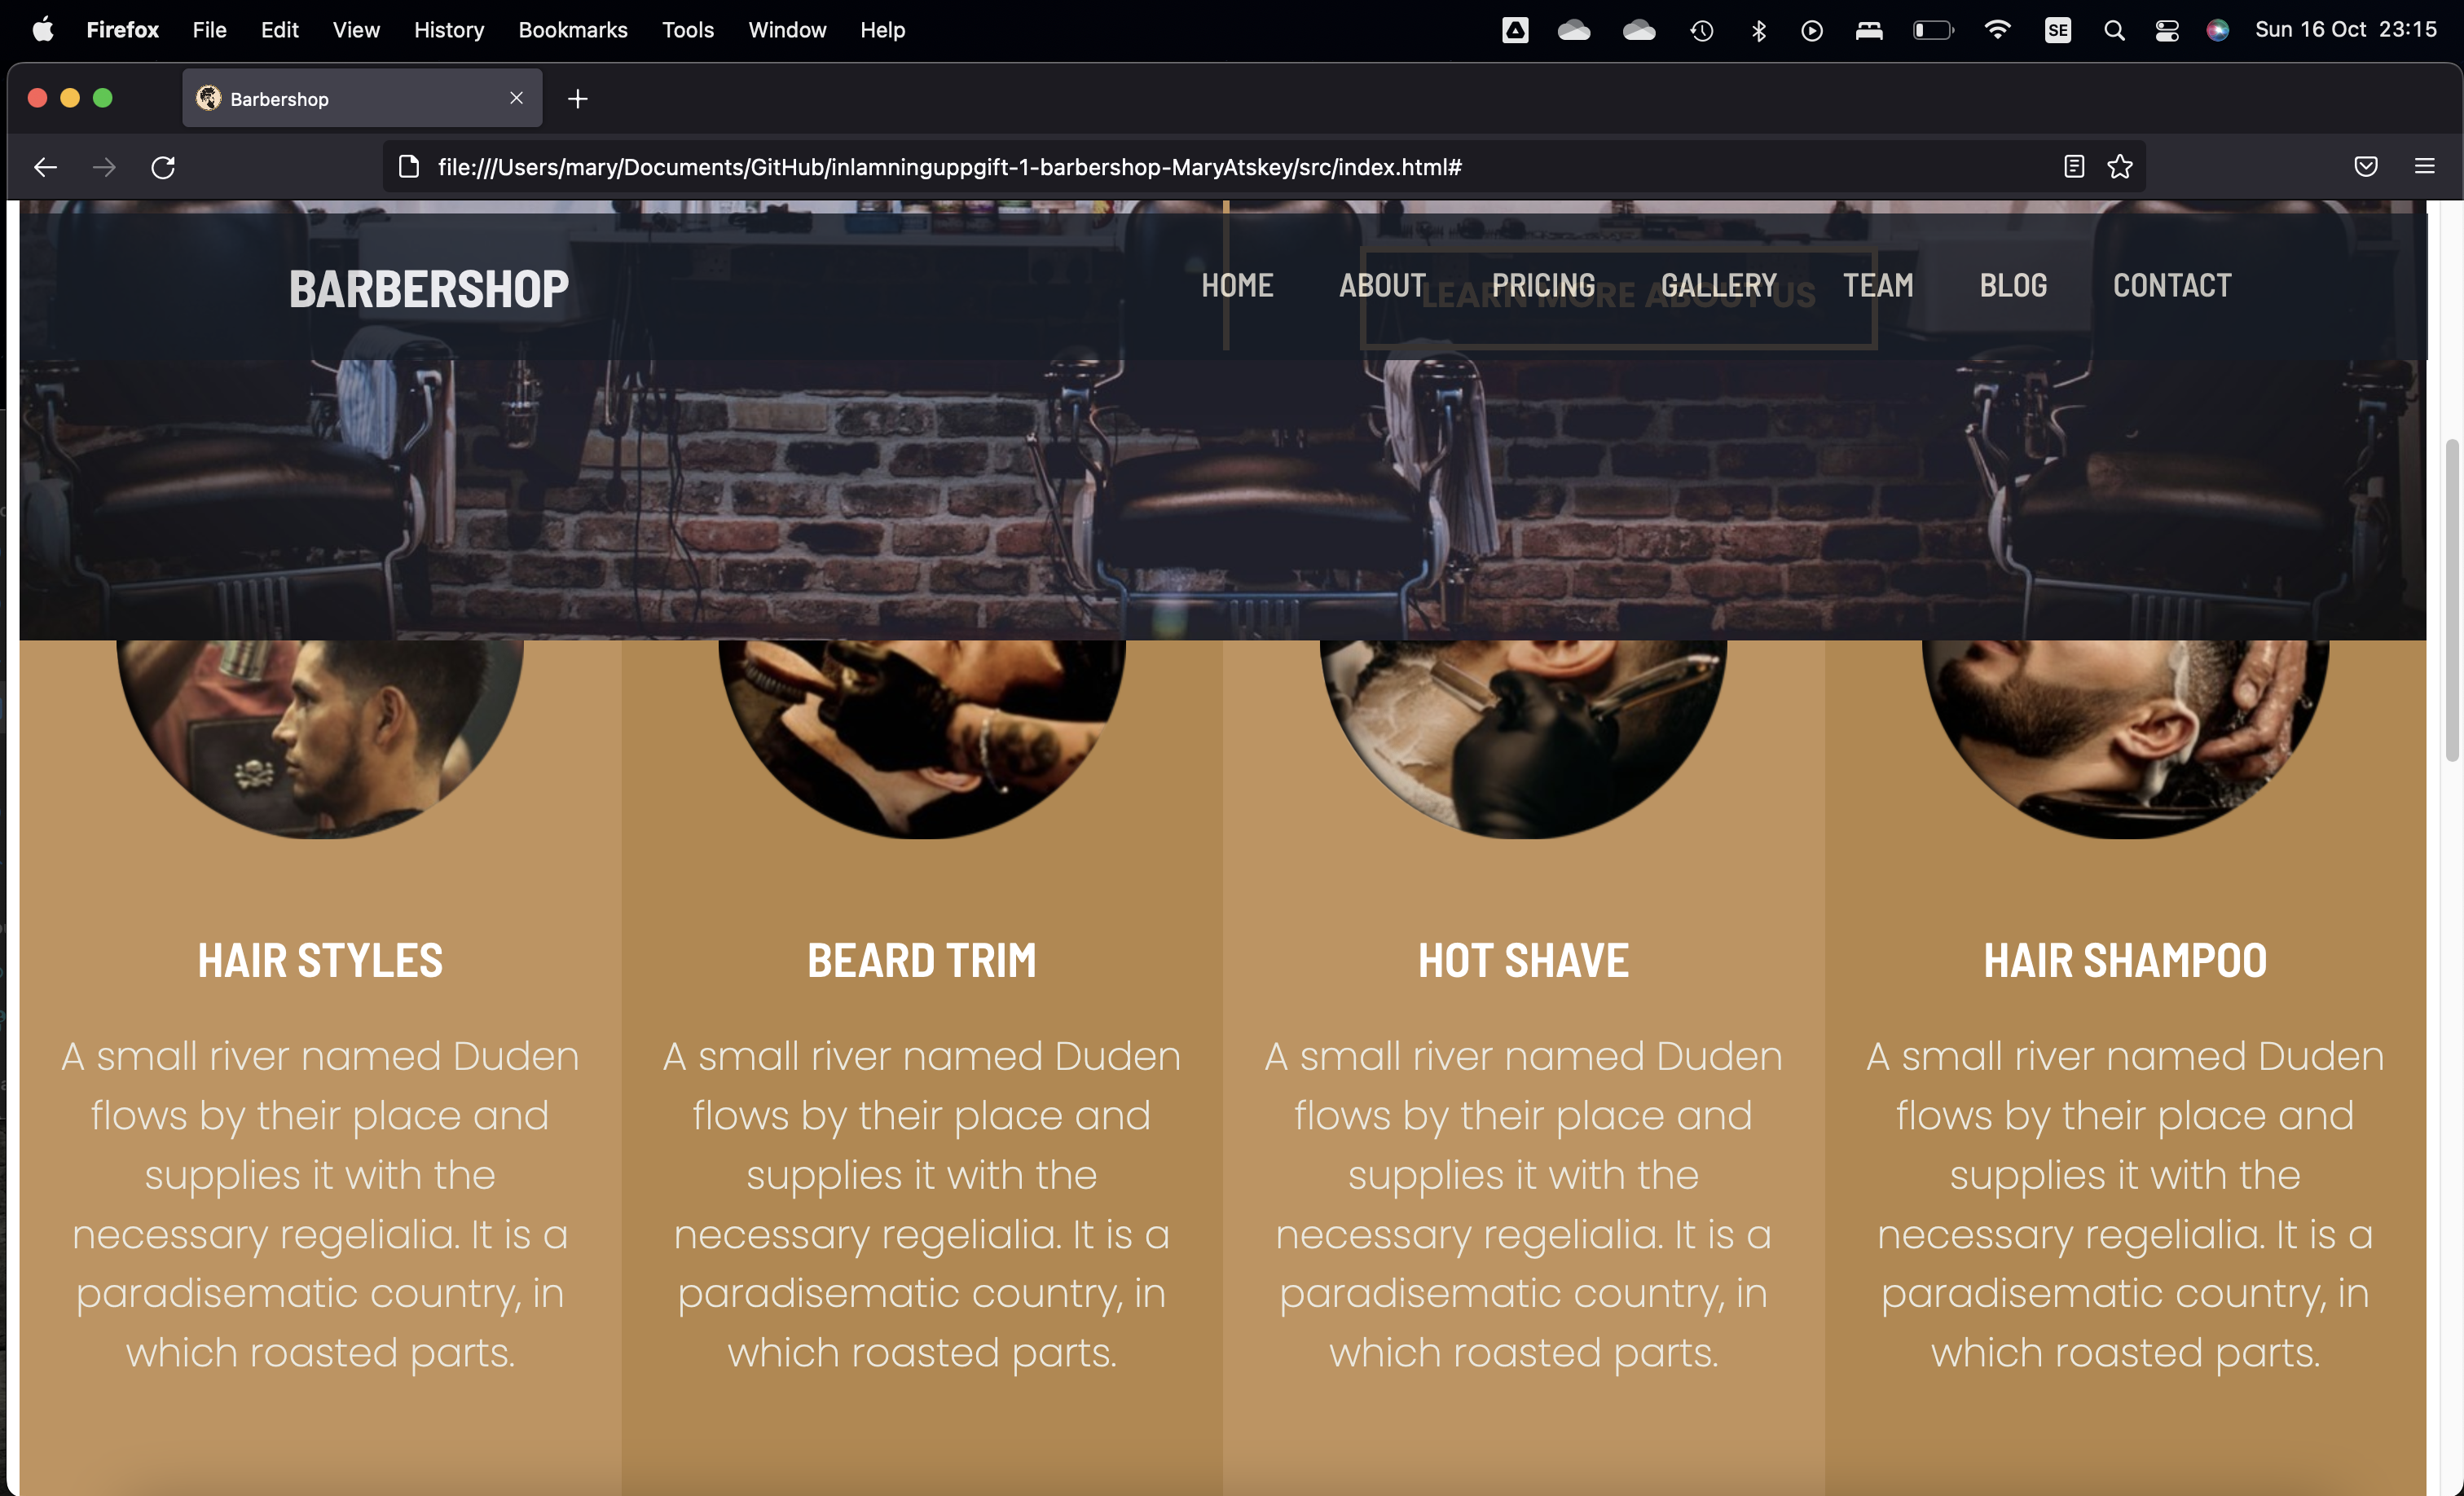 Firefox File Edit View History Bookmarks Tools Window Help SE Sun 16 Oct 23:15
Barbershop
file:///Users/mary/Documents/GitHub/inlamninguppgift-1-barbershop-MaryAtskey/src/index.html#
BARBERSHOP HOME ABOUT PRICING GALLERY TEAM BLOG CONTACT
LEARN MORE ABOUT US
HAIR STYLES
A small river named Duden
flows by their place and
supplies it with the
necessary regelialia. It is a
paradisematic country, in
which roasted parts.
BEARD TRIM
A small river named Duden
flows by their place and
supplies it with the
necessary regelialia. It is a
paradisematic country, in
which roasted parts.
HOT SHAVE
A small river named Duden
flows by their place and
supplies it with the
necessary regelialia. It is a
paradisematic country, in
which roasted parts.
HAIR SHAMPOO
A small river named Duden
flows by their place and
supplies it with the
necessary regelialia. It is a
paradisematic country, in
which roasted parts.